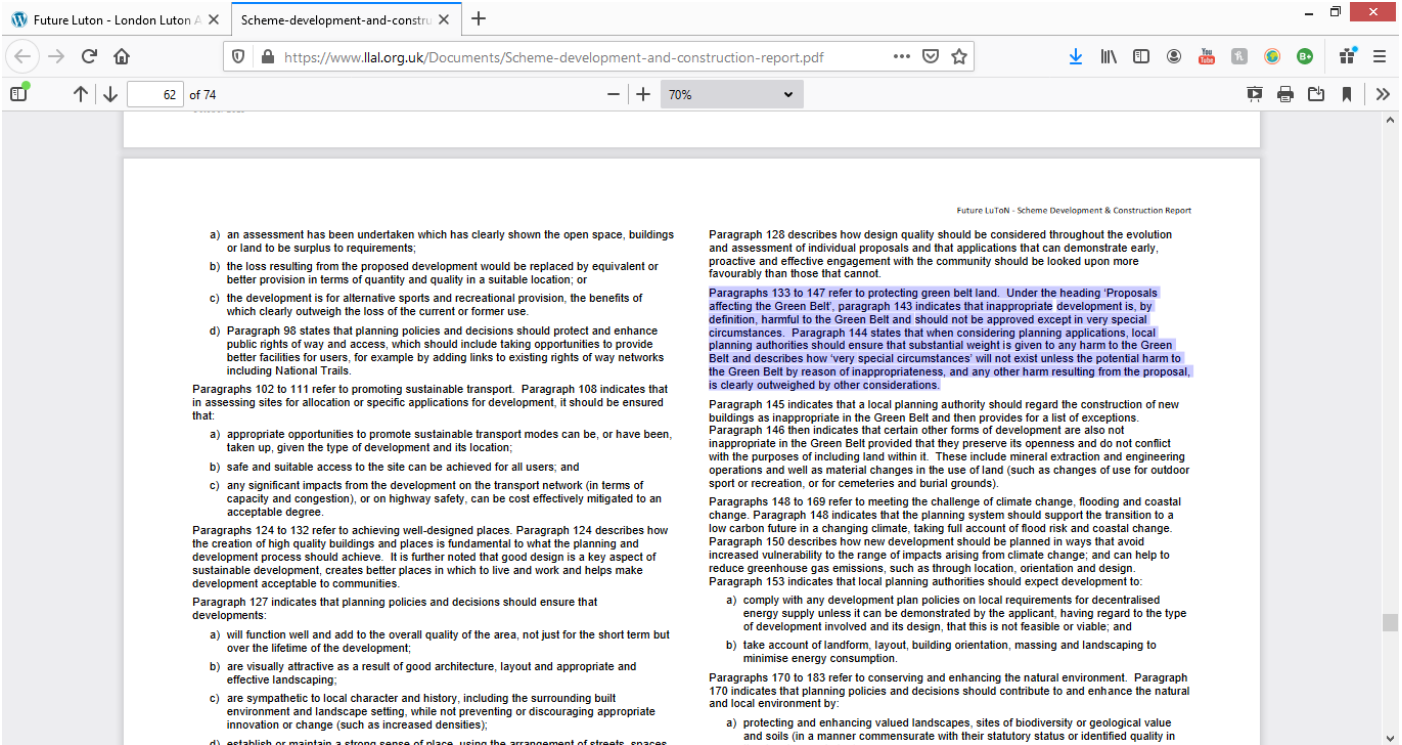 Future Luton - London Luton A
Scheme-development-and-constru
https://www.llal.org.uk/Documents/Scheme-development-and-construction-report.pdf
You
Tube
B+
62 of 74
70%
Future LuToN - Scheme Development & Construction Report
a) an assessment has been undertaken which has clearly shown the open space, buildings
or land to be surplus to requirements;
b) the loss resulting from the proposed development would be replaced by equivalent or
better provision in terms of quantity and quality in a suitable location; or
c) the development is for alternative sports and recreational provision, the benefits of
which clearly outweigh the loss of the current or former use.
d) Paragraph 98 states that planning policies and decisions should protect and enhance
public rights of way and access, which should include taking opportunities to provide
better facilities for users, for example by adding links to existing rights of way networks
including National Trails.
Paragraphs 102 to 111 refer to promoting sustainable transport. Paragraph 108 indicates that
in assessing sites for allocation or specific applications for development, it should be ensured
that:
a) appropriate opportunities to promote sustainable transport modes can be, or have been,
taken up, given the type of development and its location;
b) safe and suitable access to the site can be achieved for all users; and
c) any significant impacts from the development on the transport network (in terms of
capacity and congestion), or on highway safety, can be cost effectively mitigated to an
acceptable degree.
Paragraphs 124 to 132 refer to achieving well-designed places. Paragraph 124 describes how
the creation of high quality buildings and places is fundamental to what the planning and
development process should achieve. It is further noted that good design is a key aspect of
sustainable development, creates better places in which to live and work and helps make
development acceptable to communities.
Paragraph 127 indicates that planning policies and decisions should ensure that
developments:
a) will function well and add to the overall quality of the area, not just for the short term but
over the lifetime of the development;
b) are visually attractive as a result of good architecture, layout and appropriate and
effective landscaping;
c) are sympathetic to local character and history, including the surrounding built
environment and landscape setting, while not preventing or discouraging appropriate
innovation or change (such as increased densities);
d) establish or maintain a strong sense of place, using the arrangement of streets, spaces,
Paragraph 128 describes how design quality should be considered throughout the evolution
and assessment of individual proposals and that applications that can demonstrate early,
proactive and effective engagement with the community should be looked upon more
favourably than those that cannot.
Paragraphs 133 to 147 refer to protecting green belt land. Under the heading ‘Proposals
affecting the Green Belt’, paragraph 143 indicates that inappropriate development is, by
definition, harmful to the Green Belt and should not be approved except in very special
circumstances. Paragraph 144 states that when considering planning applications, local
planning authorities should ensure that substantial weight is given to any harm to the Green
Belt and describes how ‘very special circumstances’ will not exist unless the potential harm to
the Green Belt by reason of inappropriateness, and any other harm resulting from the proposal,
is clearly outweighed by other considerations.
Paragraph 145 indicates that a local planning authority should regard the construction of new
buildings as inappropriate in the Green Belt and then provides for a list of exceptions.
Paragraph 146 then indicates that certain other forms of development are also not
inappropriate in the Green Belt provided that they preserve its openness and do not conflict
with the purposes of including land within it. These include mineral extraction and engineering
operations and well as material changes in the use of land (such as changes of use for outdoor
sport or recreation, or for cemeteries and burial grounds).
Paragraphs 148 to 169 refer to meeting the challenge of climate change, flooding and coastal
change. Paragraph 148 indicates that the planning system should support the transition to a
low carbon future in a changing climate, taking full account of flood risk and coastal change.
Paragraph 150 describes how new development should be planned in ways that avoid
increased vulnerability to the range of impacts arising from climate change; and can help to
reduce greenhouse gas emissions, such as through location, orientation and design.
Paragraph 153 indicates that local planning authorities should expect development to:
a) comply with any development plan policies on local requirements for decentralised
energy supply unless it can be demonstrated by the applicant, having regard to the type
of development involved and its design, that this is not feasible or viable; and
b) take account of landform, layout, building orientation, massing and landscaping to
minimise energy consumption.
Paragraphs 170 to 183 refer to conserving and enhancing the natural environment. Paragraph
170 indicates that planning policies and decisions should contribute to and enhance the natural
and local environment by:
a) protecting and enhancing valued landscapes, sites of biodiversity or geological value
and soils (in a manner commensurate with their statutory status or identified quality in